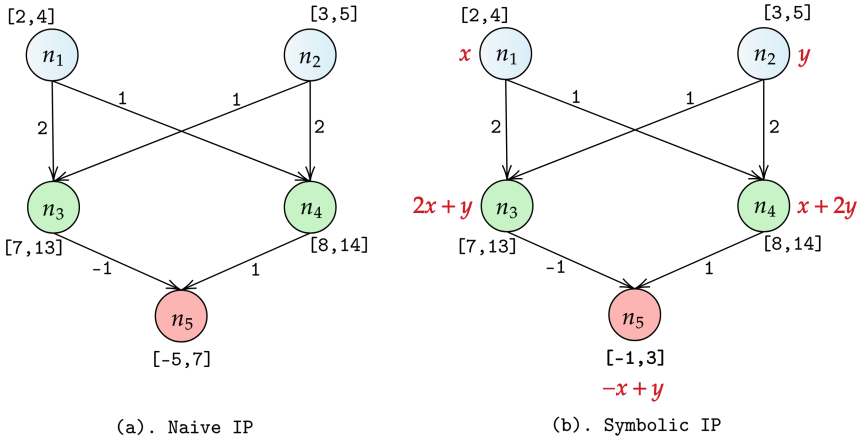 [2,4]
[3,5]
n1
n2
1
1
2
2
n3
n4
[7,13]
[8,14]
-1
1
n5
[-5,7]
(a). Naive IP
[2,4]
[3,5]
x
n1
n2
y
1
1
2
2
2x+y
n3
n4
x+2y
[7,13]
[8,14]
-1
1
n5
[-1,3]
−x+y
(b). Symbolic IP